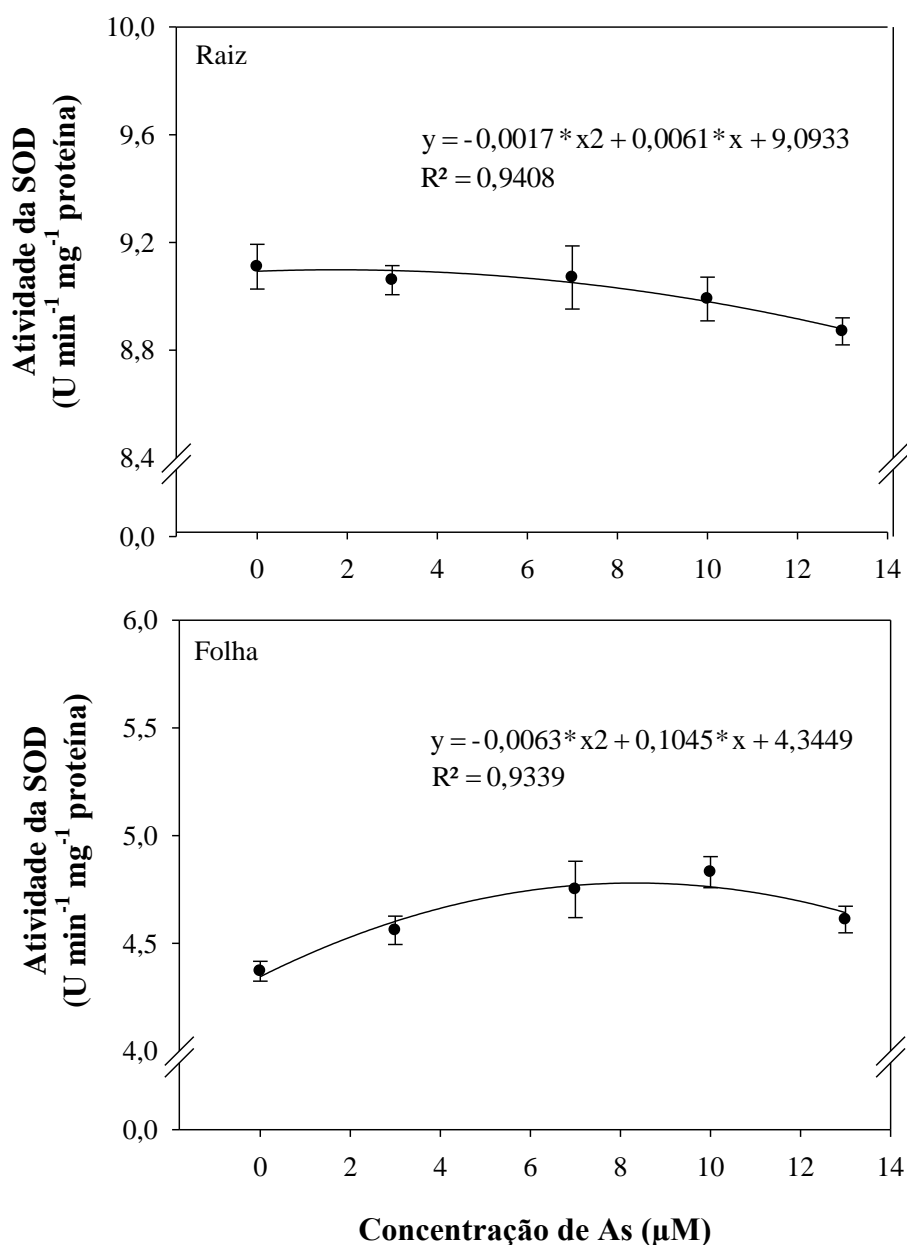 10,0
Raiz
9,6
y = -0,0017*x2 + 0,0061*x + 9,0933
R² = 0,9408
9,2
8,8
8,4
0,0
Atividade da SOD
(U min-1 mg-1 proteína)
0 2 4 6 8 10 12 14
6,0
Folha
5,5
y = -0,0063*x2 + 0,1045*x + 4,3449
R² = 0,9339
5,0
4,5
4,0
0,0
Atividade da SOD
(U min-1 mg-1 proteína)
0 2 4 6 8 10 12 14
Concentração de As (µM)